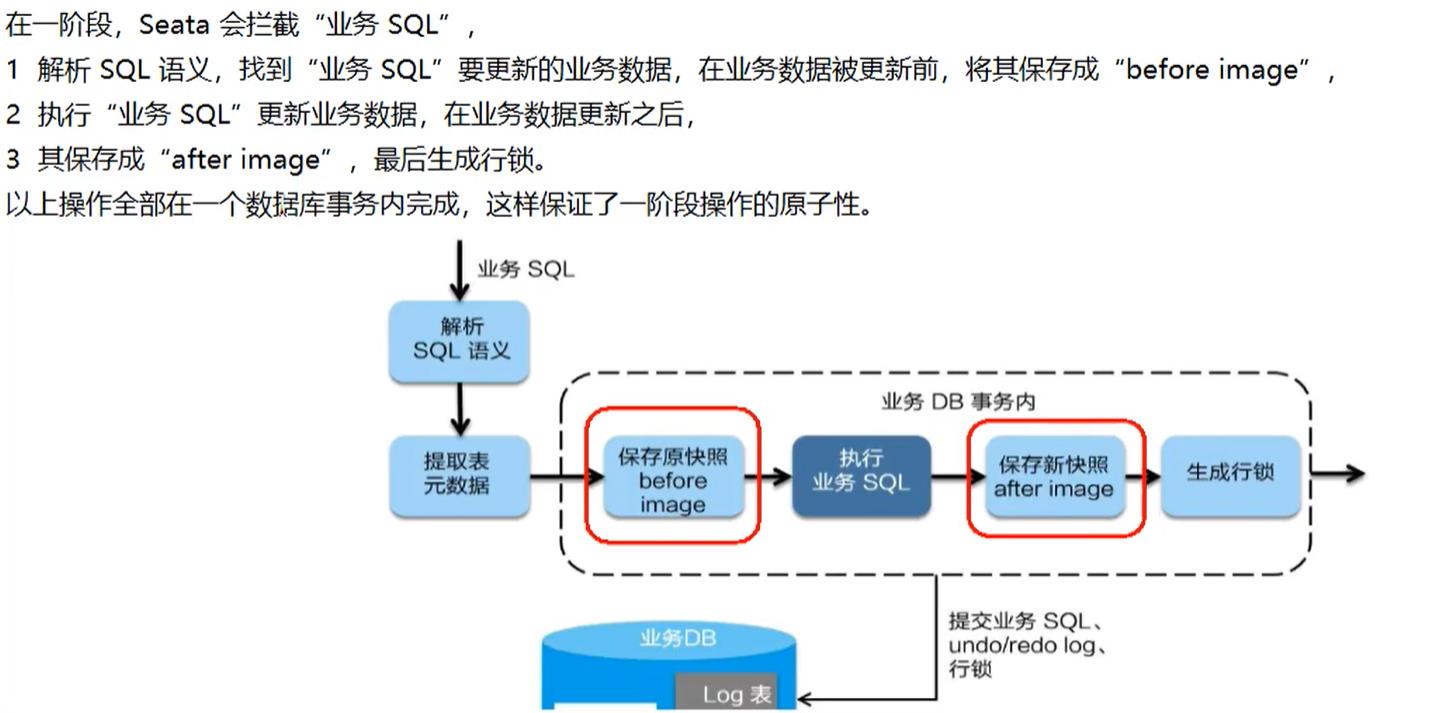 在一阶段，Seata 会拦截“业务 SQL”，
1 解析 SQL 语义，找到“业务 SQL”要更新的业务数据，在业务数据被更新前，将其保存成“before image”，
2 执行“业务 SQL”更新业务数据，在业务数据更新之后，
3 其保存成“after image”，最后生成行锁。
以上操作全部在一个数据库事务内完成，这样保证了一阶段操作的原子性。
业务 SQL
解析
SQL 语义
提取表
元数据
业务 DB 事务内
保存原快照
before
image
执行
业务 SQL
保存新快照
after image
生成行锁
提交业务 SQL、
undo/redo log、
行锁
业务DB
Log 表